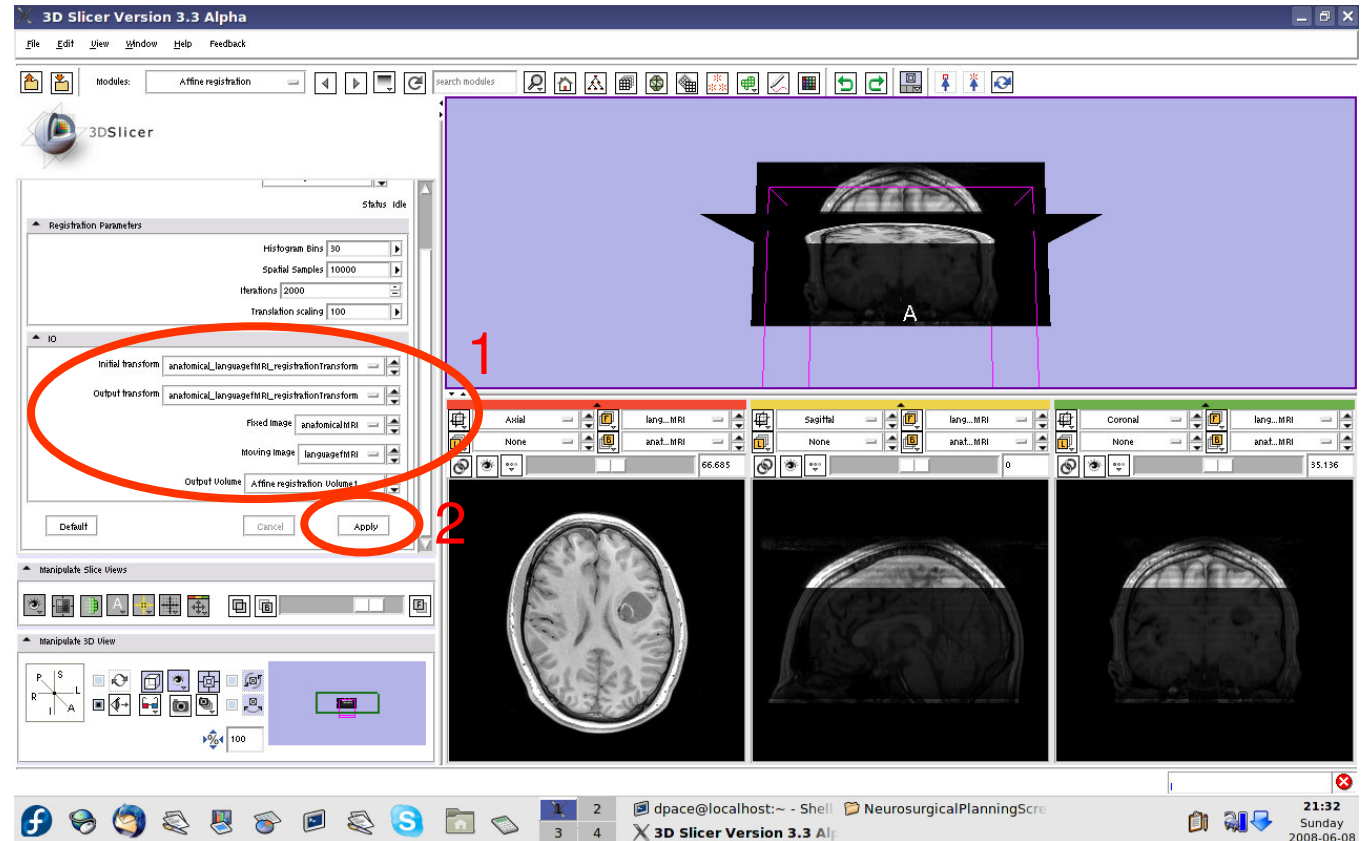 3D Slicer Version 3.3 Alpha
File Edit View Window Help Feedback
Modules: Affine registration search modules
3DSlicer
Status Idle
Registration Parameters
Histogram Bins 30
Spatial Samples 10000
Iterations 2000
Translation scaling 100
IO
Initial transform anatomical_languagefMRI_registrationTransform
Output transform anatomical_languagefMRI_registrationTransform
Fixed Image anatomicalMRI
Moving Image languagefMRI
Output Volume Affine registration Volume1
Default Cancel Apply
1
2
Manipulate Slice Views
Manipulate 3D View
P S
R L
I A
% 100
A
Axial F lang...MRI
L None B anat...MRI
66.685
Sagittal F lang...MRI
L None B anat...MRI
0
Coronal F lang...MRI
L None B anat...MRI
35.136
1 2
3 4
dpace@localhost:~ - Shell
NeurosurgicalPlanningScre
3D Slicer Version 3.3 Alp
21:32
Sunday
2008-06-08